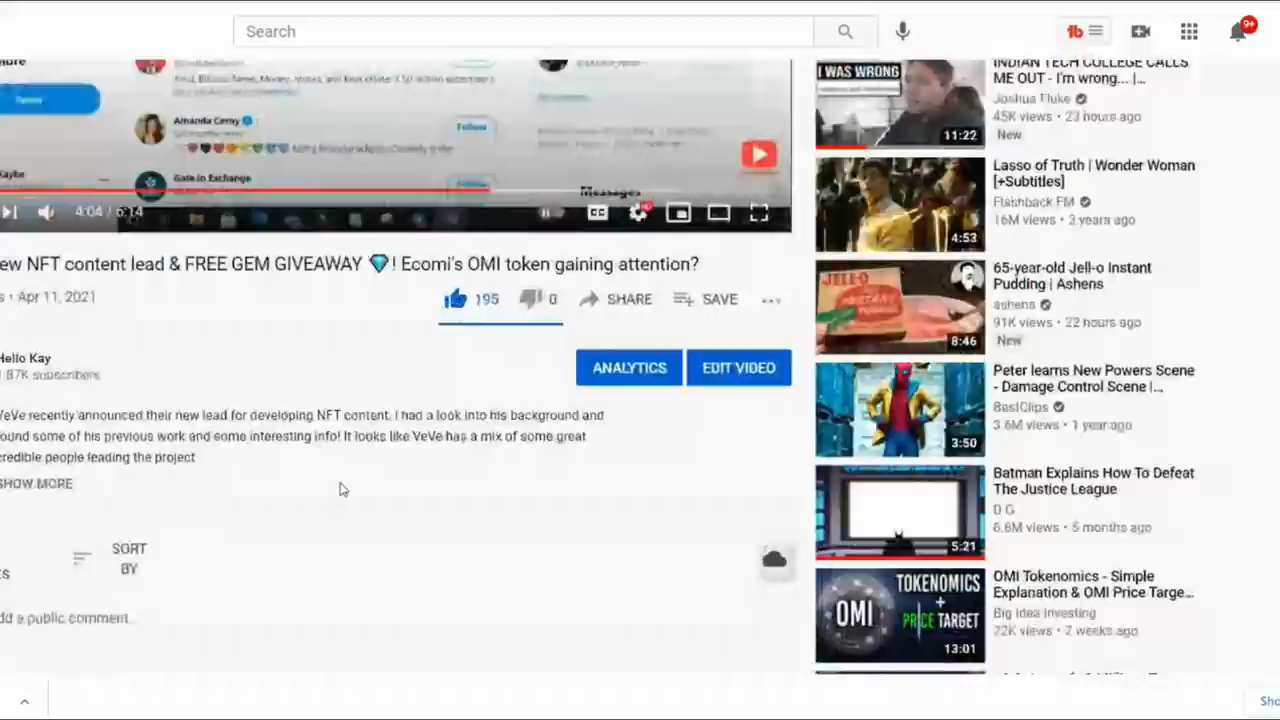 Search
9+
Amanda Cerny
Follow
Gate.io Exchange
Messages
4:04 / 6:14
ew NFT content lead & FREE GEM GIVEAWAY 💎! Ecomi's OMI token gaining attention?
s • Apr 11, 2021
195
0
SHARE
SAVE
Hello Kay
87K subscribers
ANALYTICS
EDIT VIDEO
VeVe recently announced their new lead for developing NFT content. I had a look into his background and
ound some of his previous work and some interesting info! It looks like VeVe has a mix of some great
credible people leading the project
SHOW MORE
SORT
BY
dd a public comment...
I WAS WRONG
11:22
INDIAN TECH COLLEGE CALLS
ME OUT - I'm wrong... |...
Joshua Fluke
45K views • 23 hours ago
New
4:53
Lasso of Truth | Wonder Woman
[+Subtitles]
Flashback FM
16M views • 3 years ago
JELL-O
8:46
65-year-old Jell-o Instant
Pudding | Ashens
ashens
91K views • 22 hours ago
New
3:50
Peter learns New Powers Scene
- Damage Control Scene |...
BestClips
3.6M views • 1 year ago
5:21
Batman Explains How To Defeat
The Justice League
D G
6.8M views • 5 months ago
OMI
TOKENOMICS
+
PRICE TARGET
13:01
OMI Tokenomics - Simple
Explanation & OMI Price Targe...
Big Idea Investing
22K views • 2 weeks ago
Sho